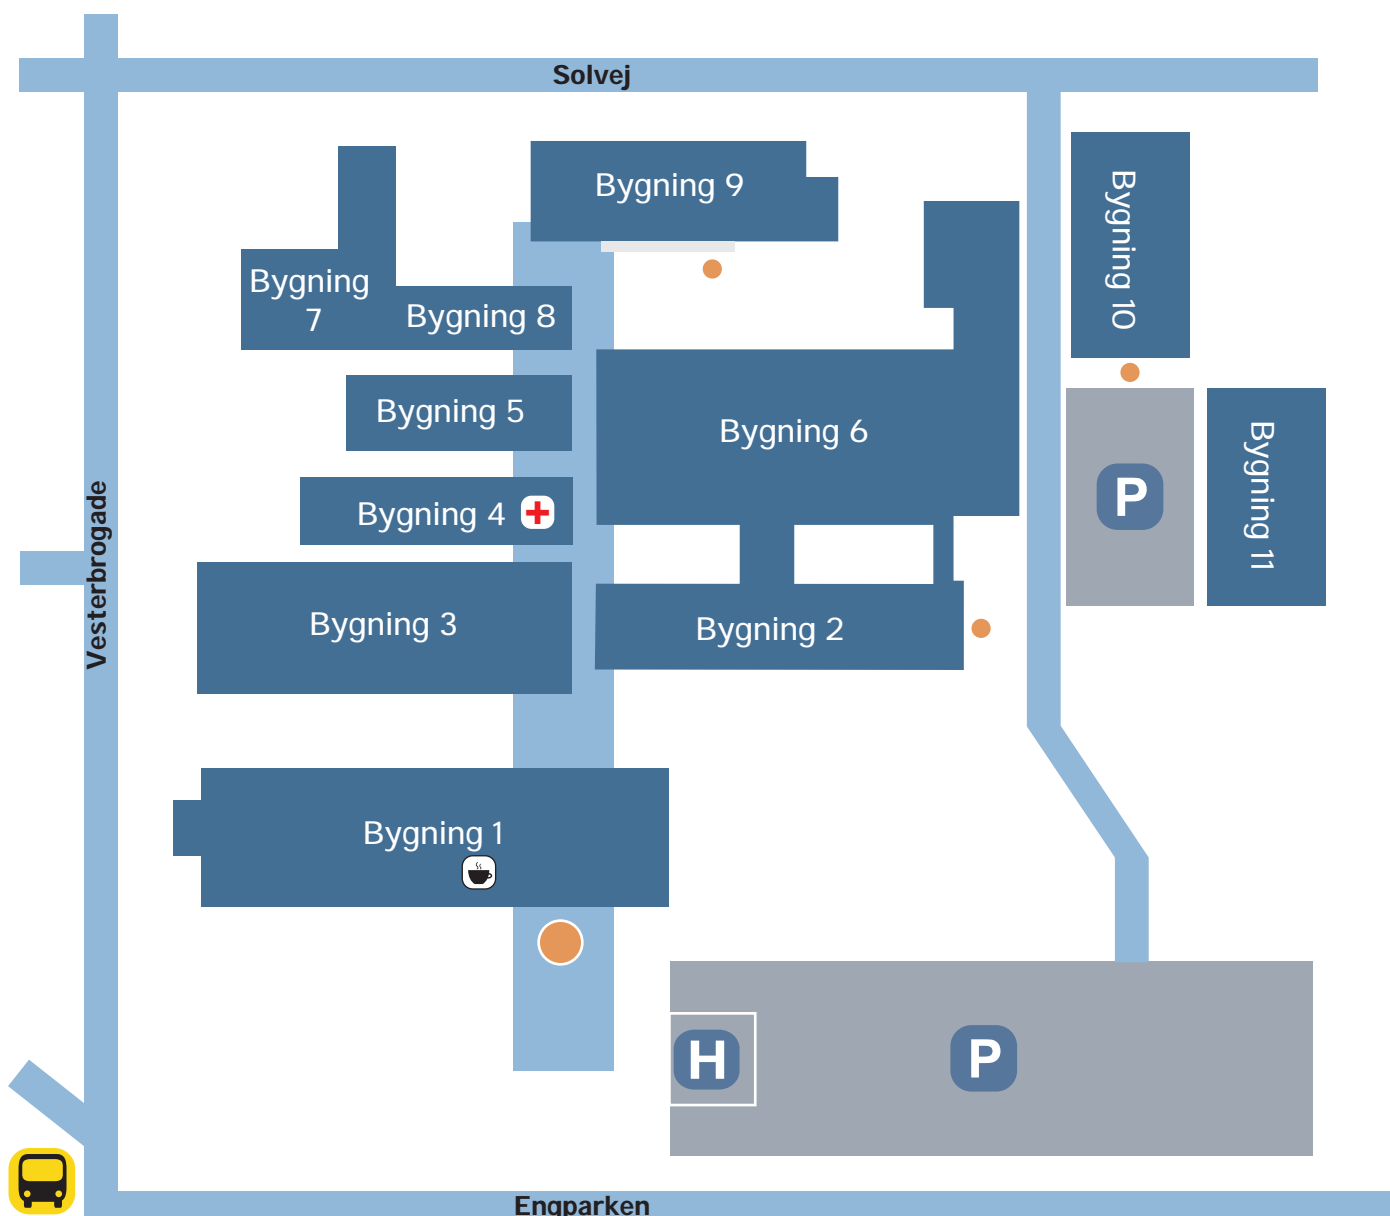 Solvej
Bygning 9
Bygning 10
Bygning
7
Bygning 8
Bygning 5
Bygning 6
Bygning 11
P
Vesterbrogade
Bygning 4
Bygning 3
Bygning 2
Bygning 1
H
P
Engparken